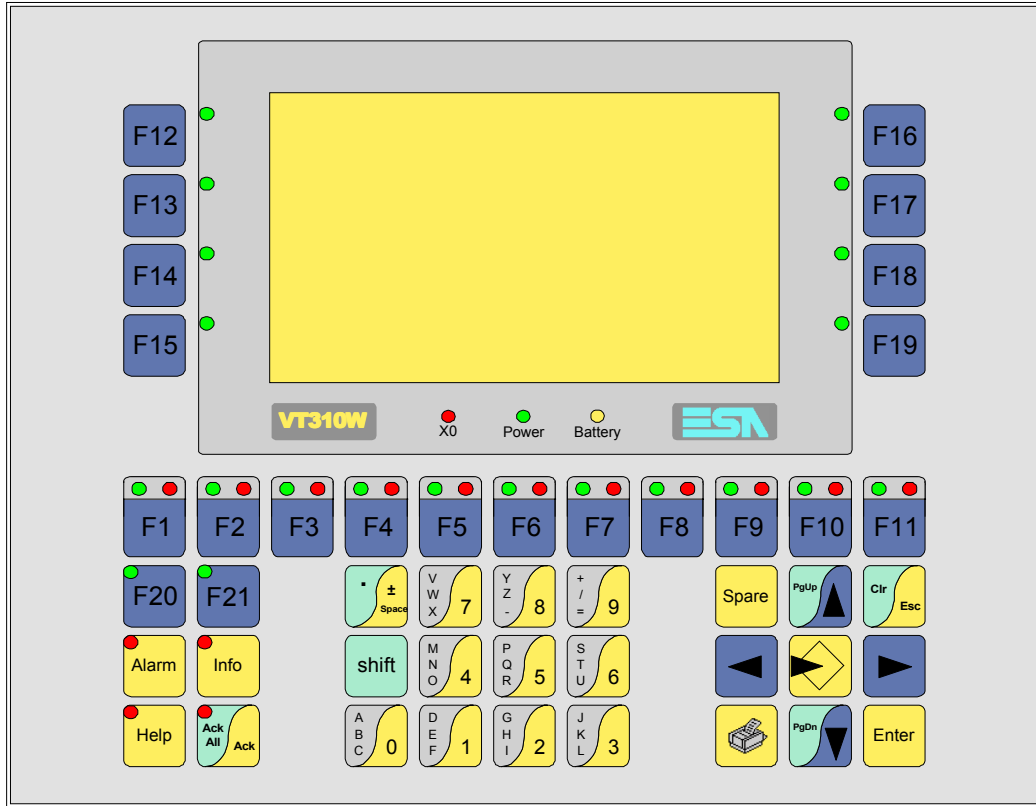 F12
F16
F13
F17
F14
F18
F15
F19
VT310W
X0
Power
Battery
ESA
F1 F2 F3 F4 F5 F6 F7 F8 F9 F10 F11
F20
F21
. ± Space
V W X 7
Y Z - 8
+ / = 9
Spare
PgUp
Clr Esc
Alarm
Info
shift
M N O 4
P Q R 5
S T U 6
Help
Ack All Ack
A B C 0
D E F 1
G H I 2
J K L 3
PgDn
Enter